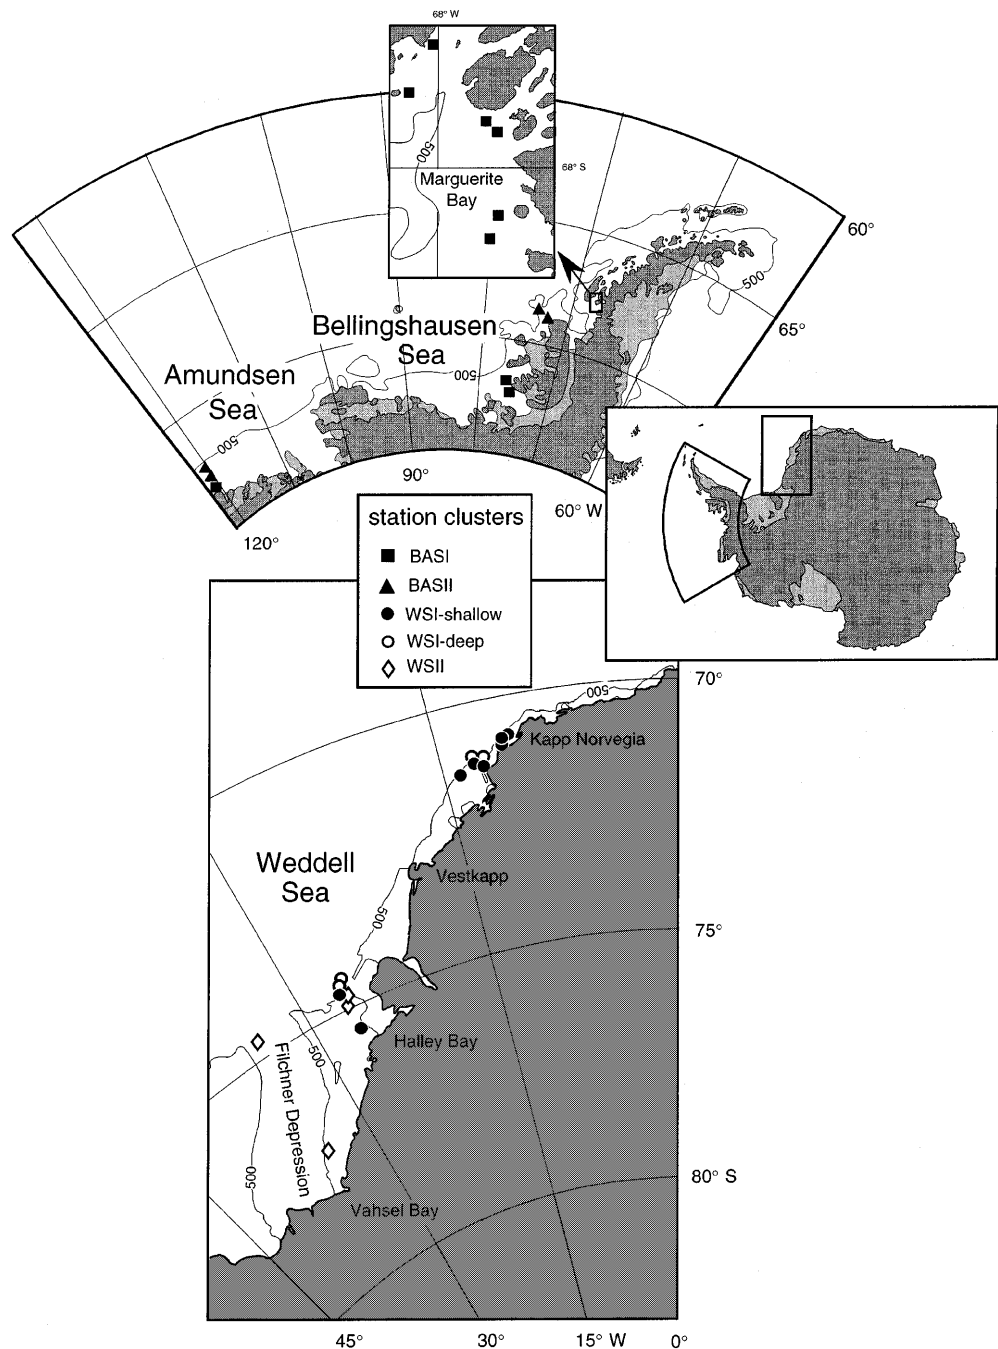 68° W
500
68° S
Marguerite
Bay
60°
500
65°
Bellingshausen
Sea
500
Amundsen
Sea
500
90°
60° W
120°
station clusters
BASI
BASII
WSI-shallow
WSI-deep
WSII
500
70°
Kapp Norvegia
Weddell
Sea
Vestkapp
500
75°
Halley Bay
500
Filchner Depression
500
80° S
Vahsel Bay
45°
30°
15° W
0°